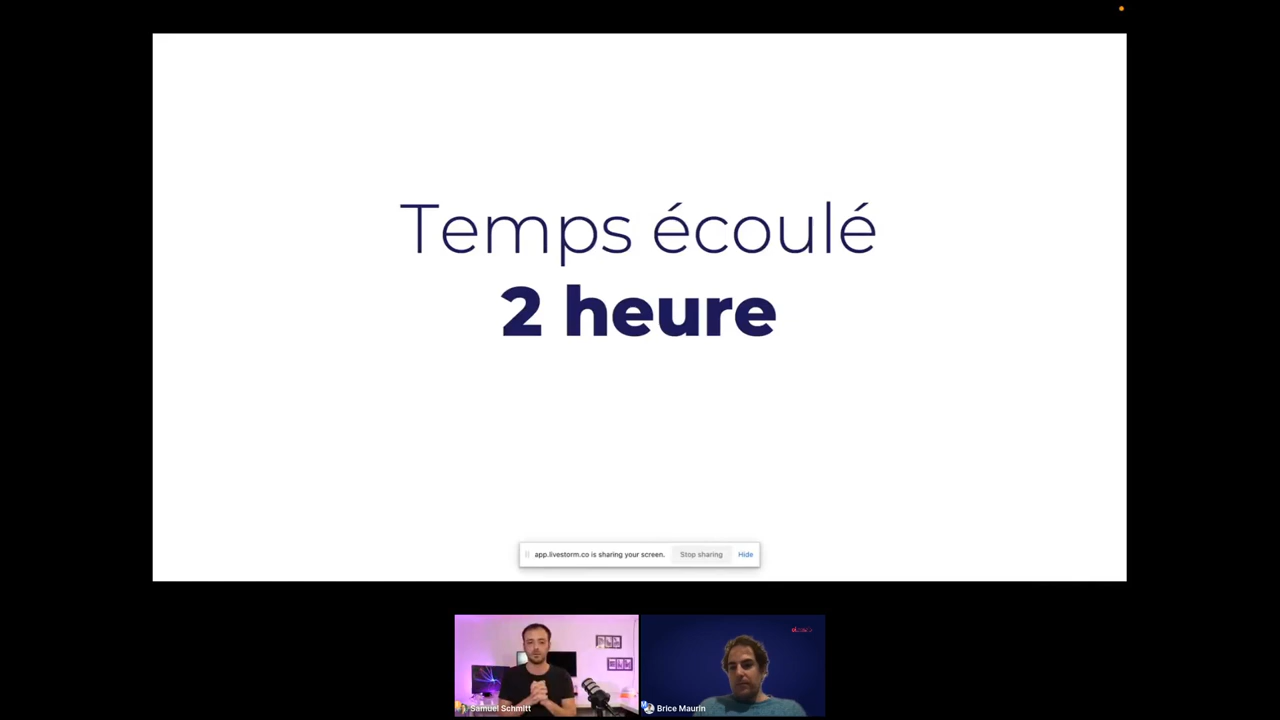 Temps écoulé
2 heure
app.livestorm.co is sharing your screen. Stop sharing Hide
Samuel Schmitt
Brice Maurin